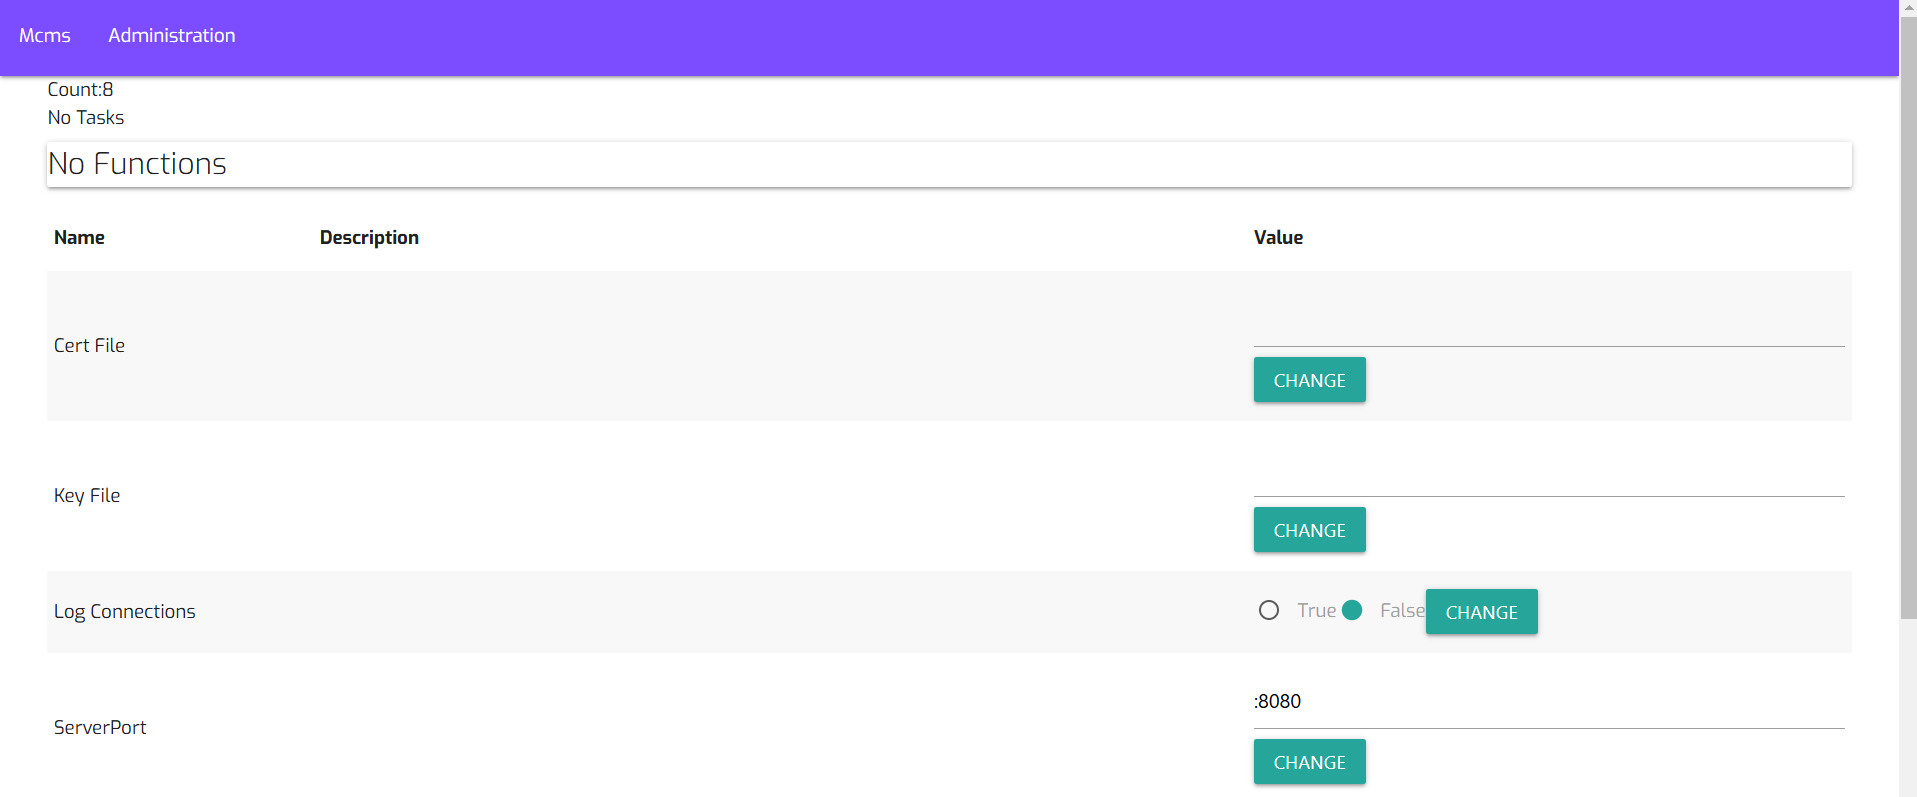 Mcms Administration
Count:8
No Tasks
No Functions
Name Description Value
Cert File
CHANGE
Key File
CHANGE
Log Connections True False CHANGE
:8080
ServerPort
CHANGE